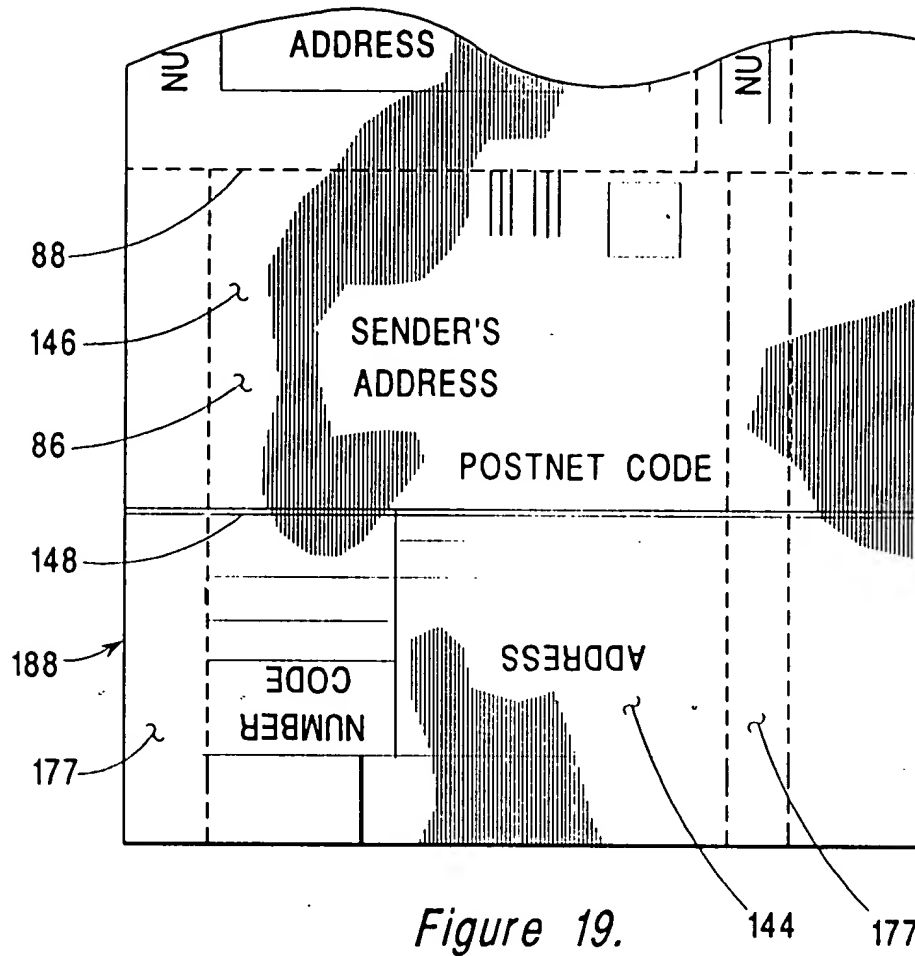 ADDRESS
NU
NU
88
146
SENDER'S
ADDRESS
86
POSTNET CODE
148
188
ADDRESS
CODE
NUMBER
177
144
177
Figure 19.